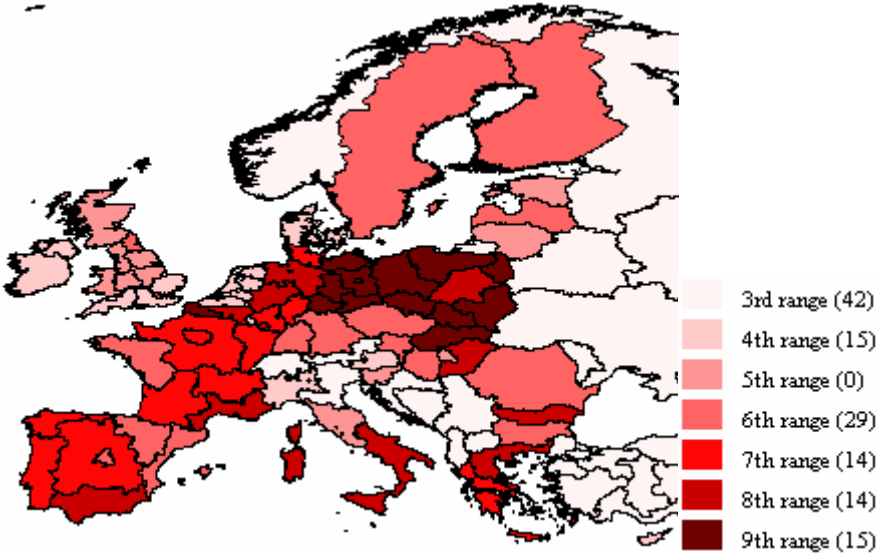 3rd range (42)
4th range (15)
5th range (0)
6th range (29)
7th range (14)
8th range (14)
9th range (15)